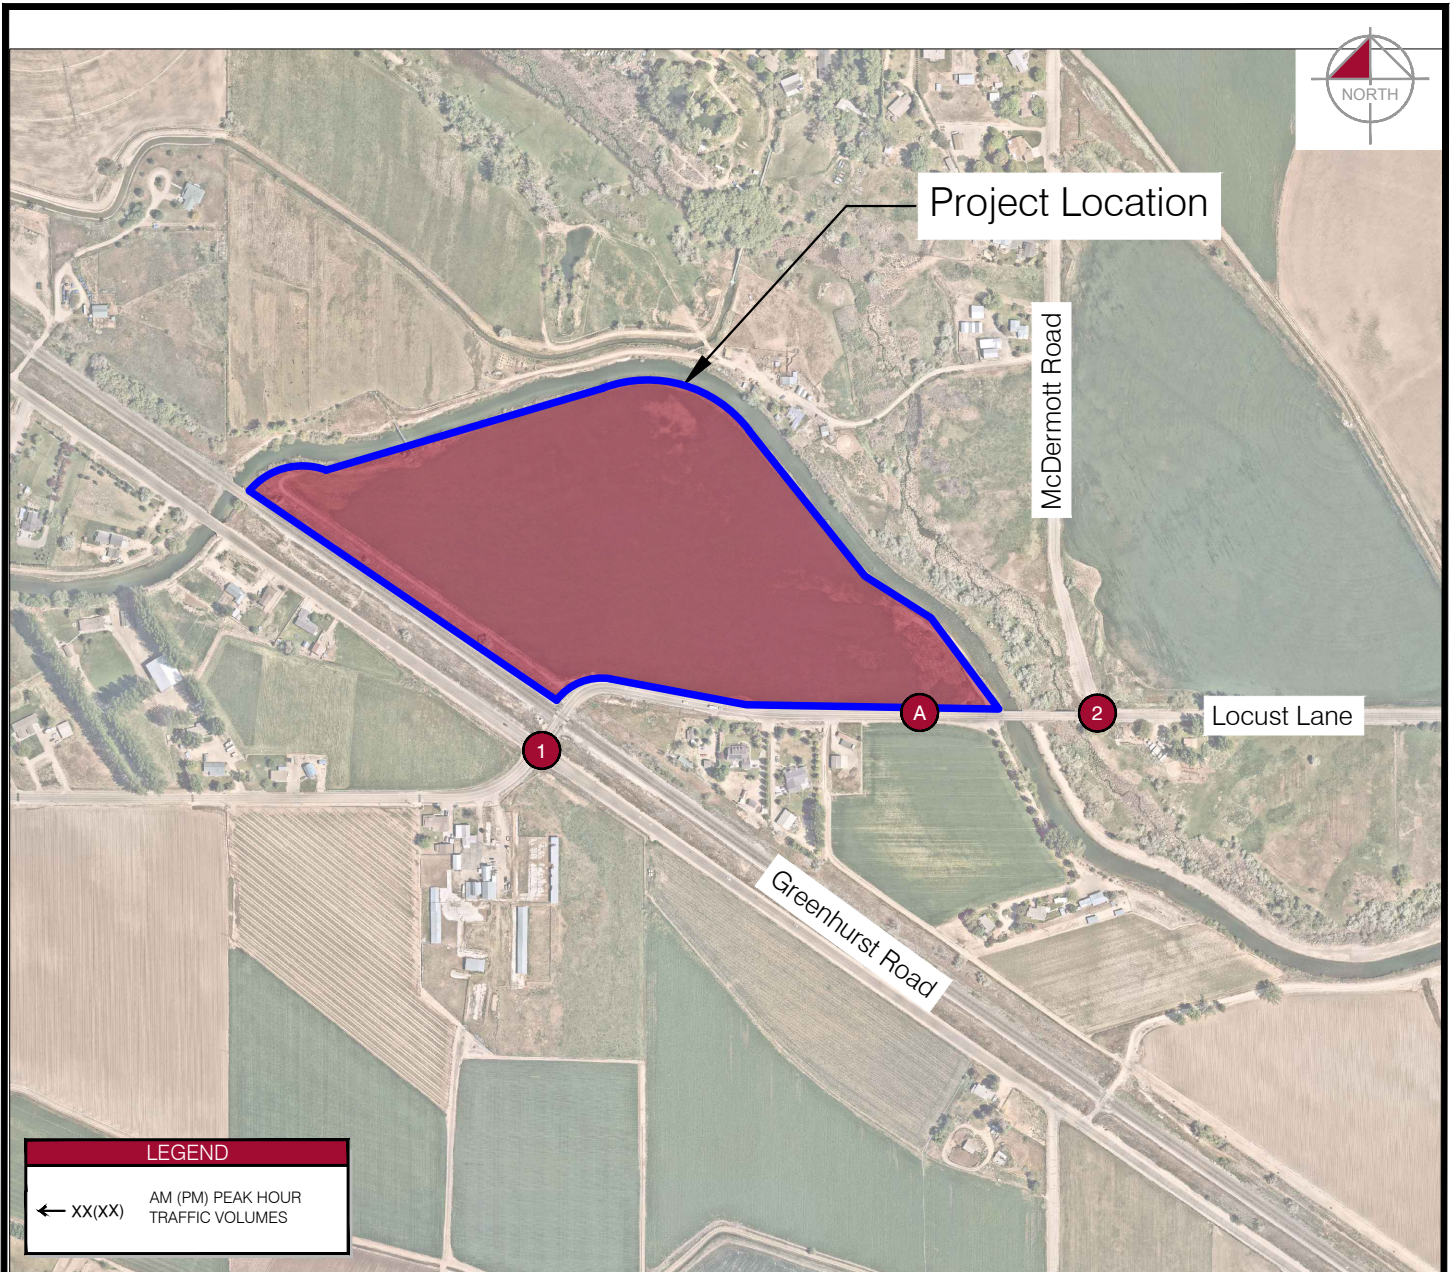 NORTH
Project Location
McDermott Road
A
2
Locust Lane
1
Greenhurst Road
LEGEND
XX(XX)
AM (PM) PEAK HOUR
TRAFFIC VOLUMES